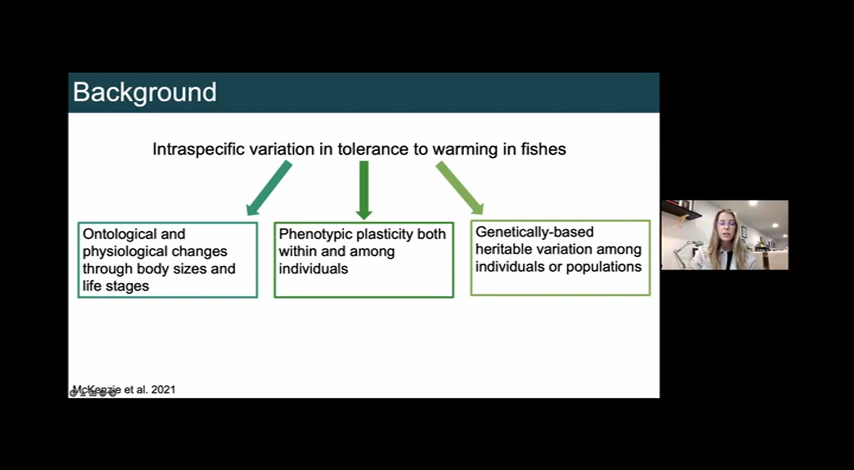 Background
Intraspecific variation in tolerance to warming in fishes
Ontological and
physiological changes
through body sizes and
life stages
Phenotypic plasticity both
within and among
individuals
Genetically-based
heritable variation among
individuals or populations
McKenzie et al. 2021